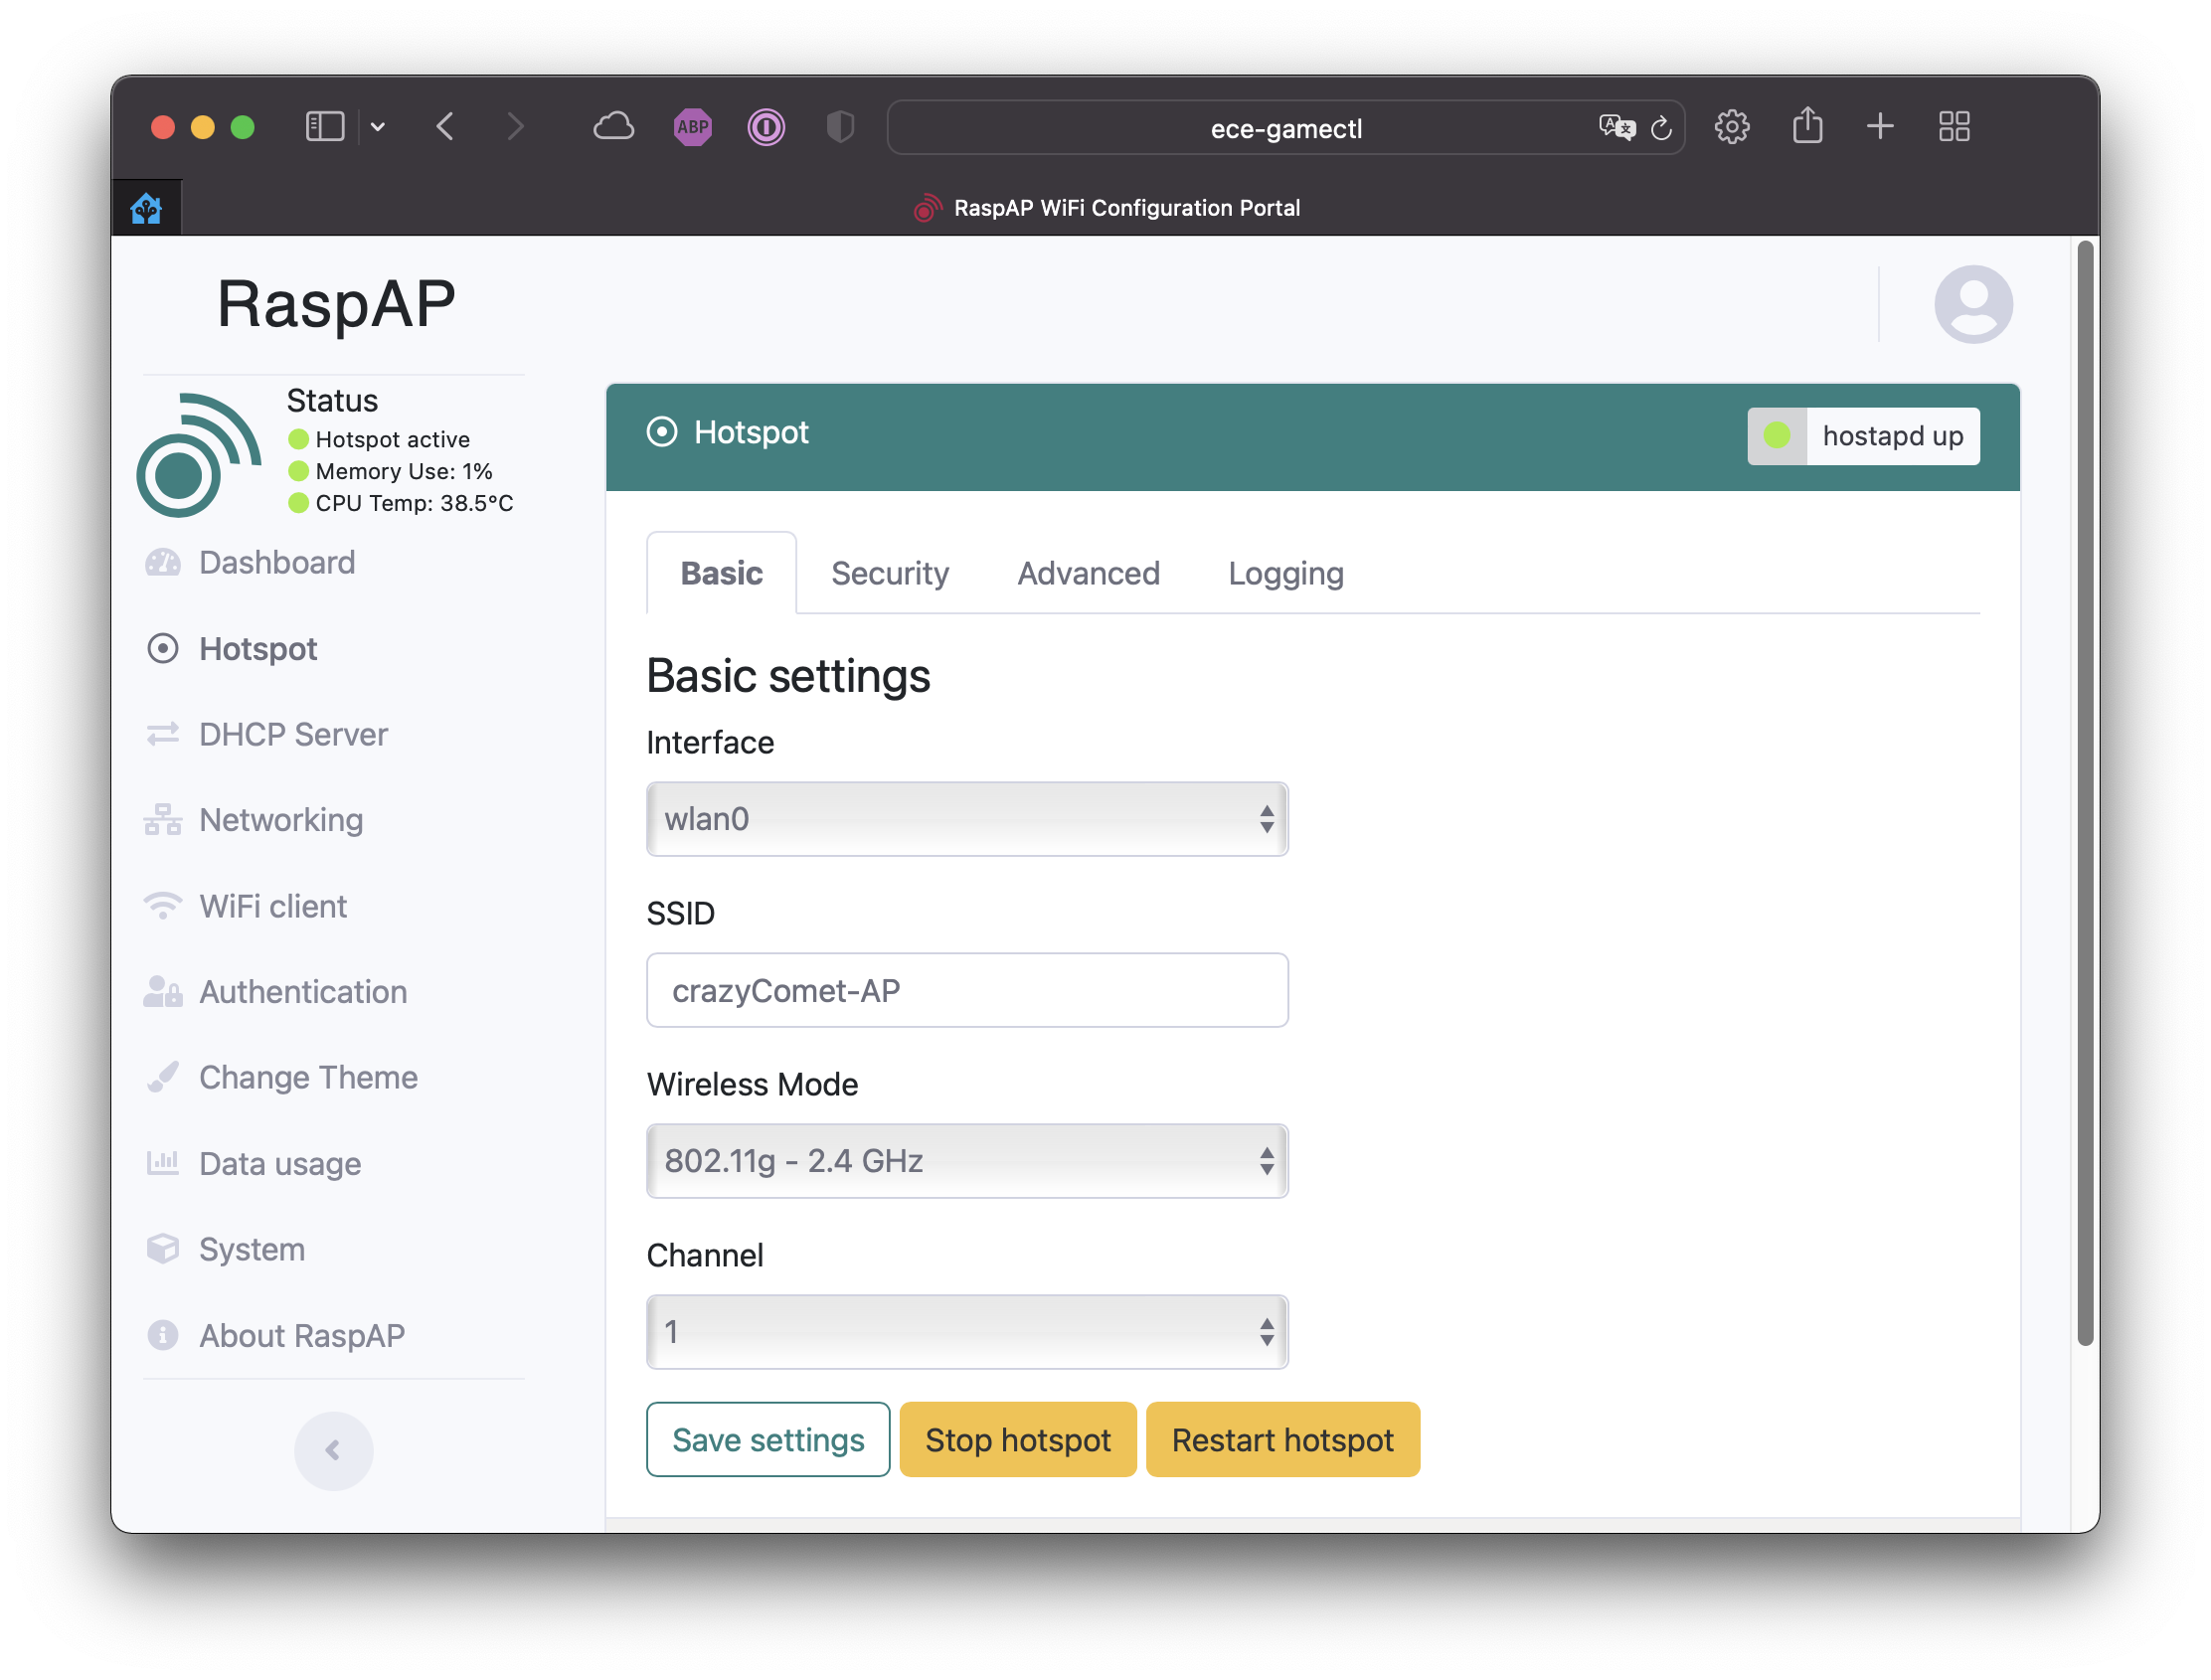 ABP
ece-gamectl
RaspAP WiFi Configuration Portal
RaspAP
Status
Hotspot active
Memory Use: 1%
CPU Temp: 38.5°C
Dashboard
Hotspot
DHCP Server
Networking
WiFi client
Authentication
Change Theme
Data usage
System
About RaspAP
Hotspot
hostapd up
Basic
Security
Advanced
Logging
Basic settings
Interface
wlan0
SSID
crazyComet-AP
Wireless Mode
802.11g - 2.4 GHz
Channel
1
Save settings
Stop hotspot
Restart hotspot